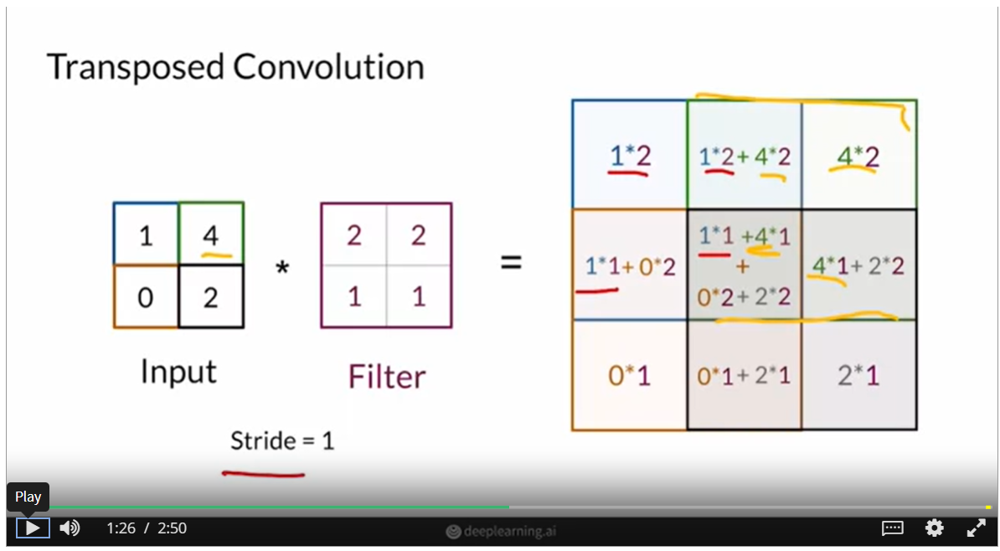 Transposed Convolution
1*2
1*2+ 4*2
4*2
1 4
2 2
*
=
1*1+ 0*2
1*1 +4*1
+
0*2+ 2*2
4*1+ 2*2
0 2
1 1
Input
Filter
0*1
0*1+ 2*1
2*1
Stride = 1
Play
1:26 / 2:50
deeplearning.ai